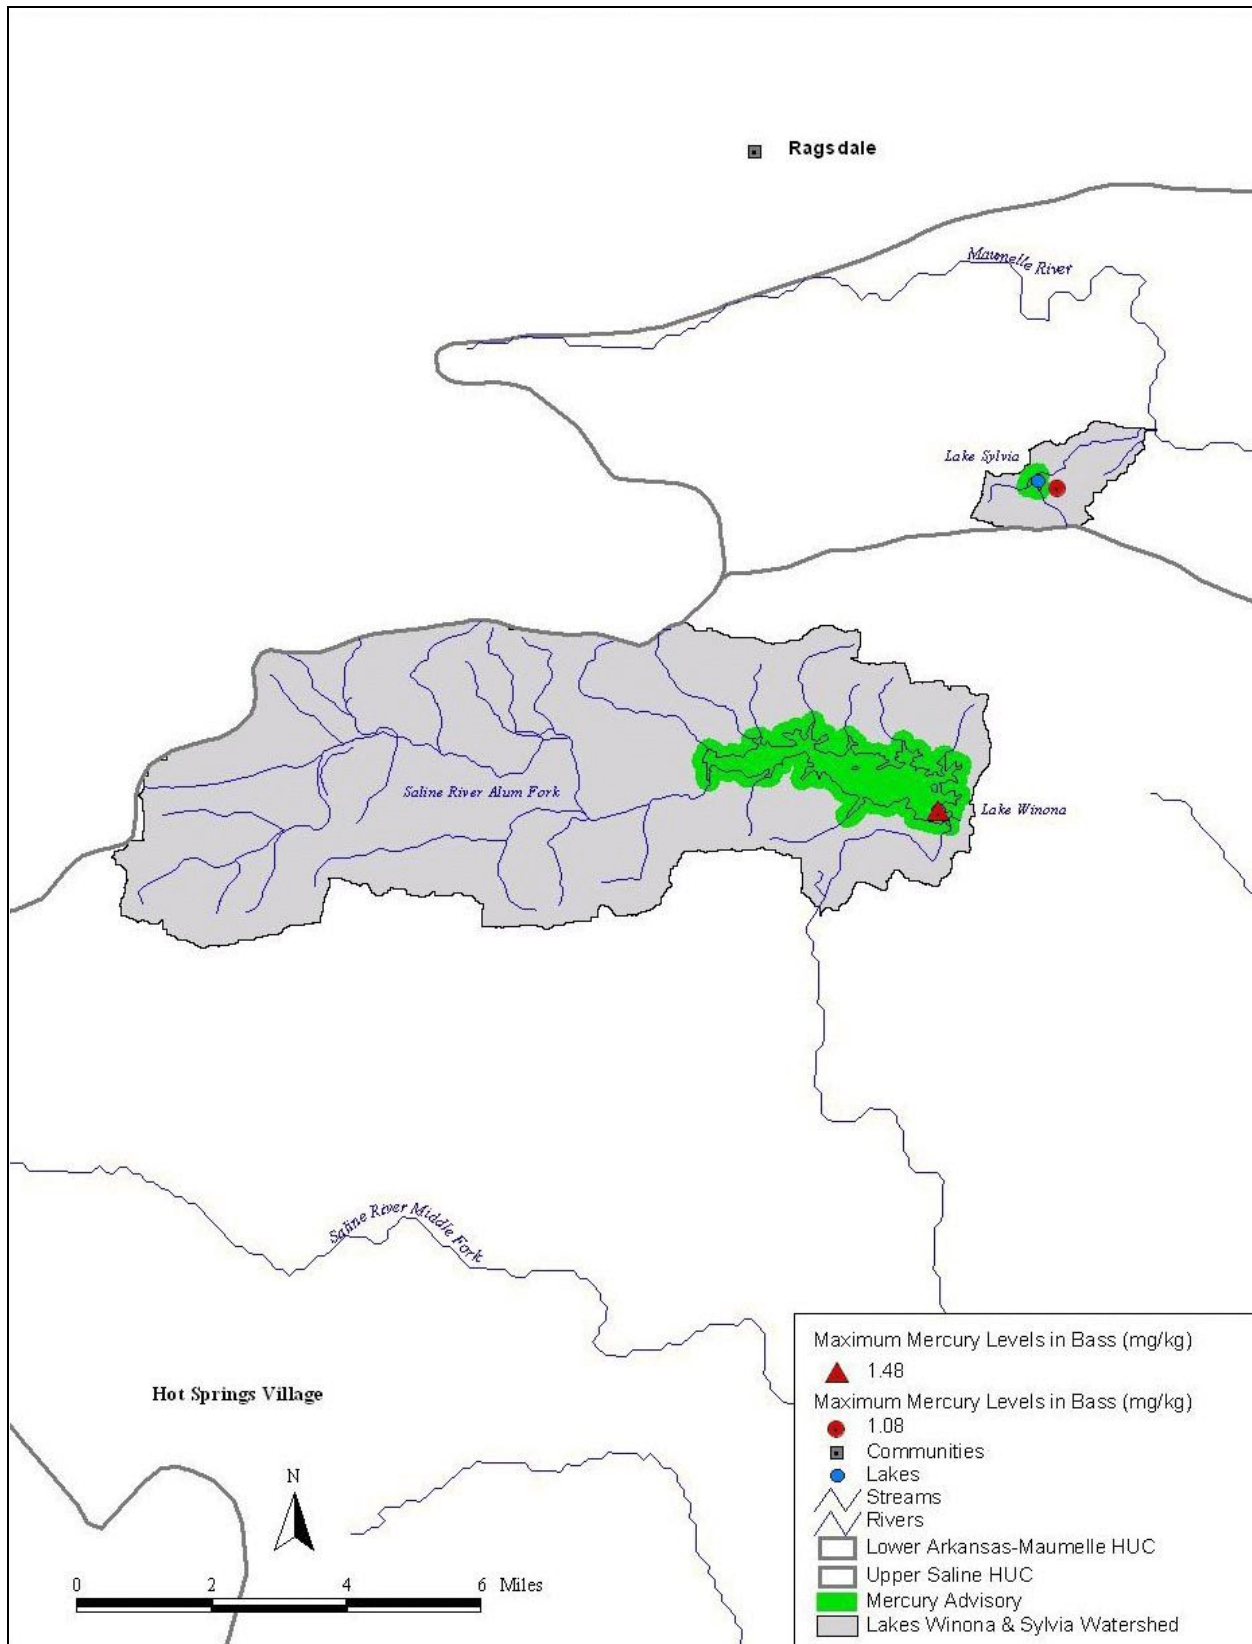 Ragsdale
Maumelle River
Lake Sylvia
Saline River Alum Fork
Lake Winona
Saline River Middle Fork
Hot Springs Village
N
0 2 4 6 Miles
Maximum Mercury Levels in Bass (mg/kg)
1.48
Maximum Mercury Levels in Bass (mg/kg)
1.08
Communities
Lakes
Streams
Rivers
Lower Arkansas-Maumelle HUC
Upper Saline HUC
Mercury Advisory
Lakes Winona & Sylvia Watershed